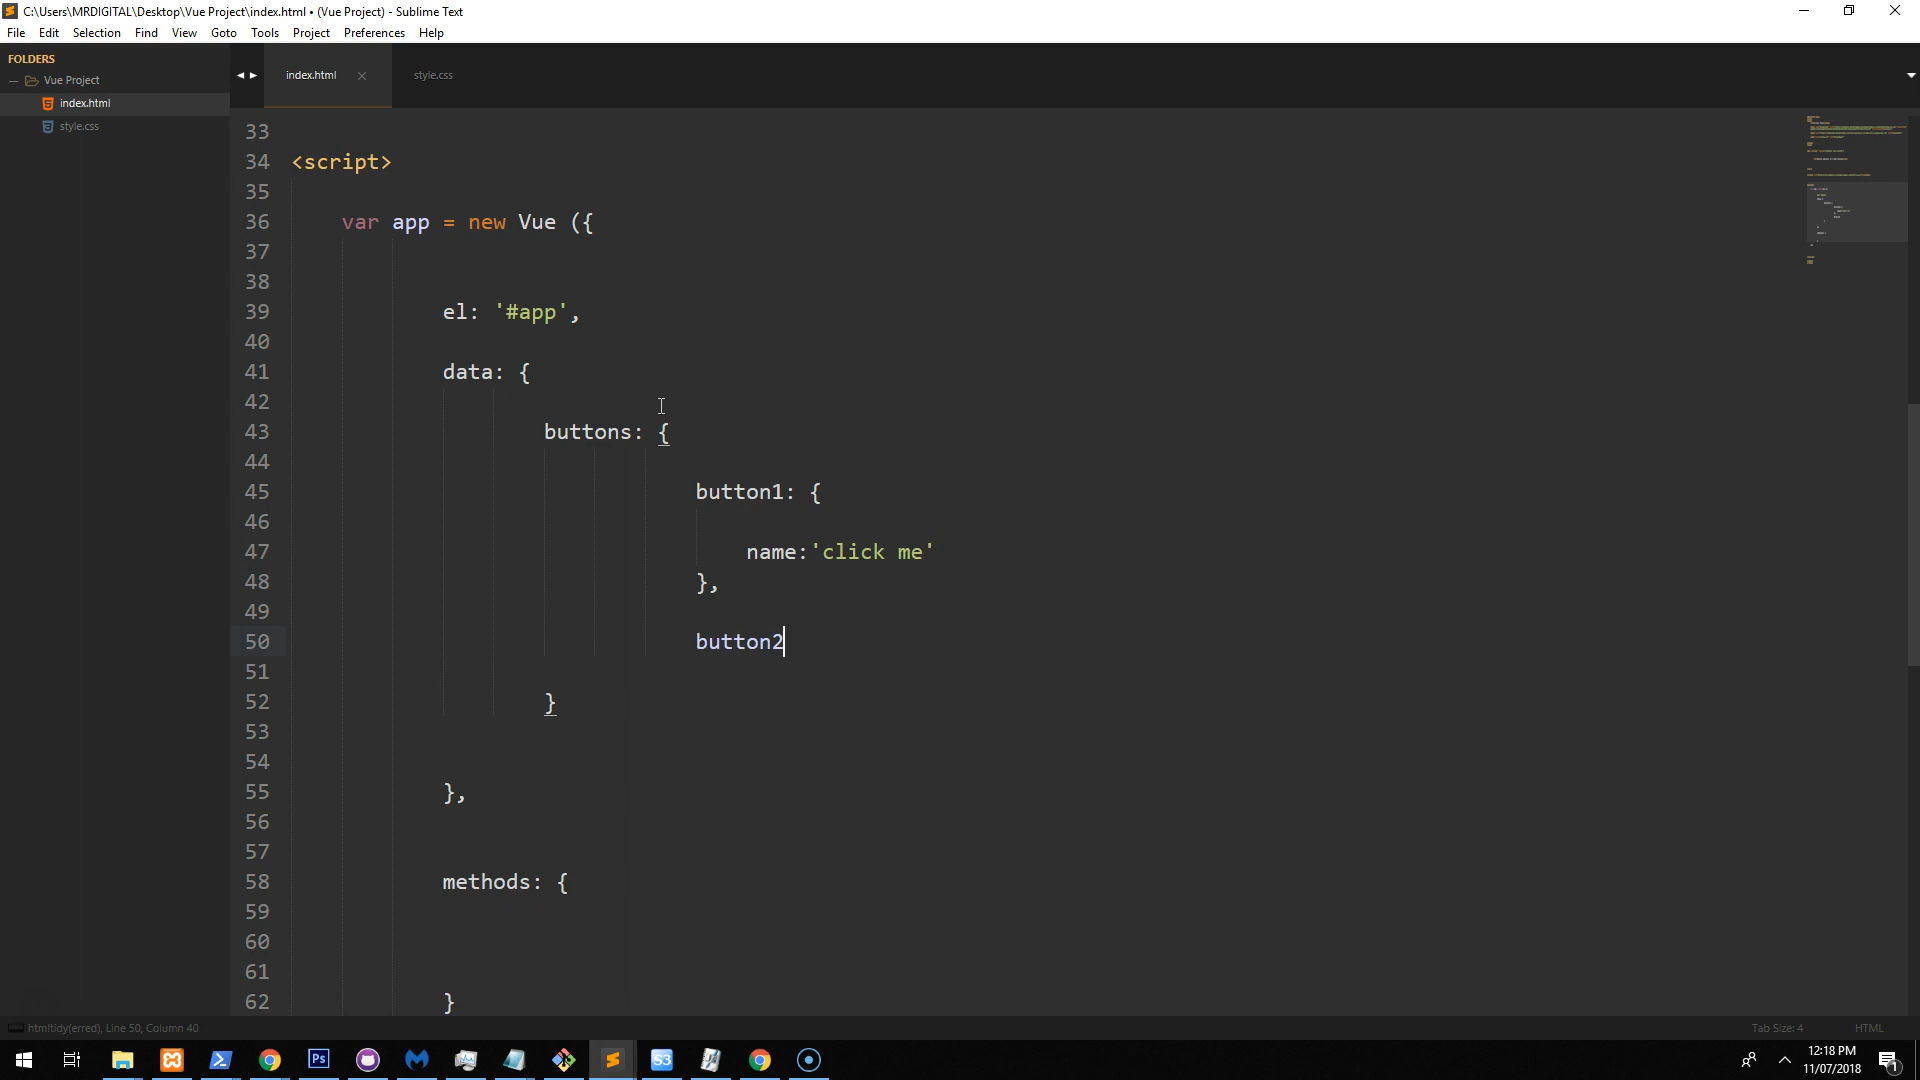 C:\Users\MRDIGITAL\Desktop\Vue Project\index.html • (Vue Project) - Sublime Text
File Edit Selection Find View Goto Tools Project Preferences Help
FOLDERS
Vue Project
index.html
style.css
index.html
style.css
33
34 <script>
35
36 var app = new Vue ({
37
38
39 el: '#app',
40
41 data: {
42
43 buttons: {
44
45 button1: {
46
47 name:'click me'
48 },
49
50 button2
51
52 }
53
54
55 },
56
57
58 methods: {
59
60
61
62 }
htmltidy(erred), Line 50, Column 40
Tab Size: 4
HTML
Ps
S3
12:18 PM
11/07/2018
1